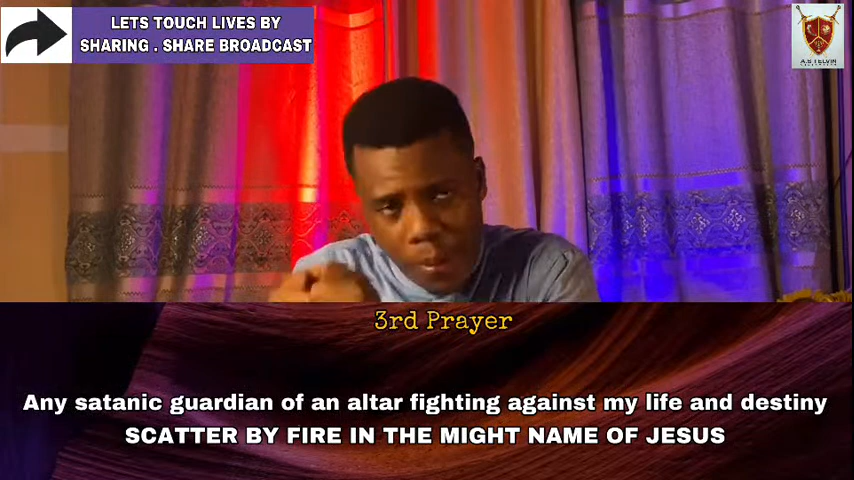 LETS TOUCH LIVES BY
SHARING . SHARE BROADCAST
3rd Prayer
Any satanic guardian of an altar fighting against my life and destiny
SCATTER BY FIRE IN THE MIGHT NAME OF JESUS